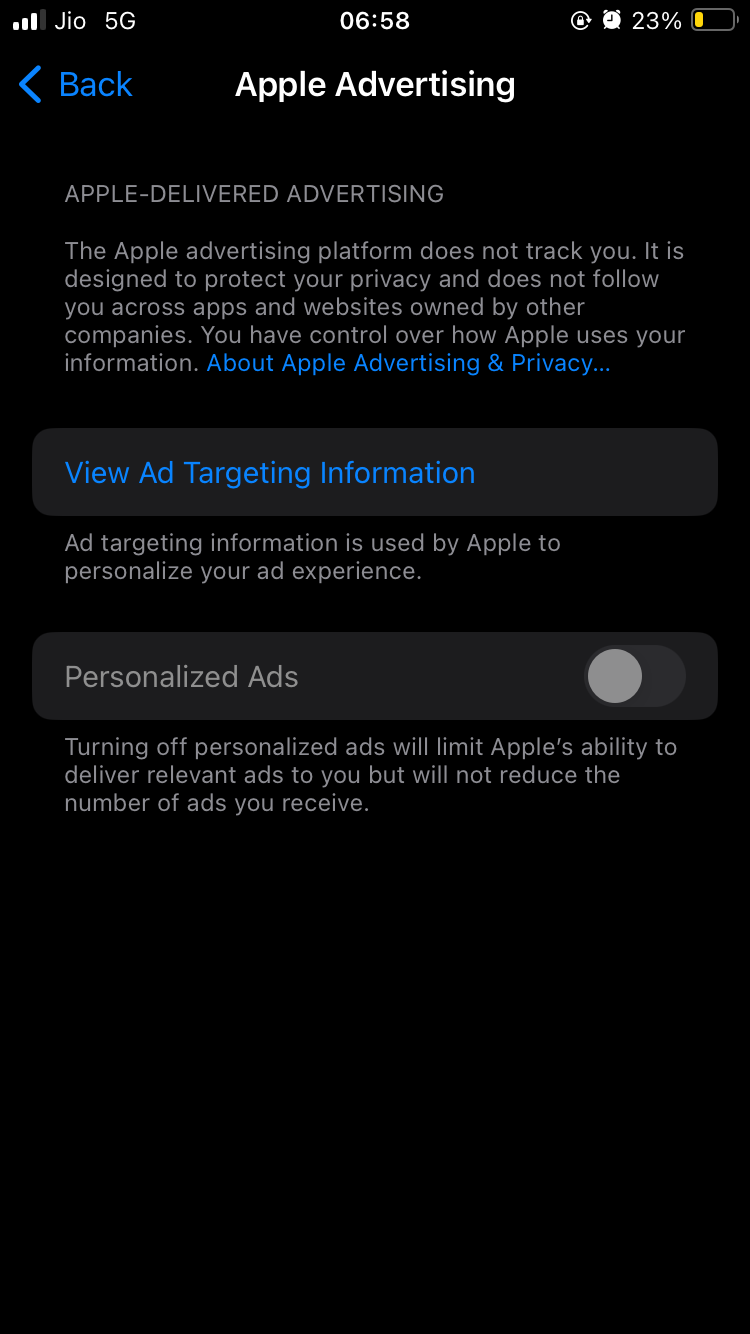 Jio 5G 06:58 23%
Back Apple Advertising
APPLE-DELIVERED ADVERTISING
The Apple advertising platform does not track you. It is
designed to protect your privacy and does not follow
you across apps and websites owned by other
companies. You have control over how Apple uses your
information. About Apple Advertising & Privacy...
View Ad Targeting Information
Ad targeting information is used by Apple to
personalize your ad experience.
Personalized Ads
Turning off personalized ads will limit Apple’s ability to
deliver relevant ads to you but will not reduce the
number of ads you receive.